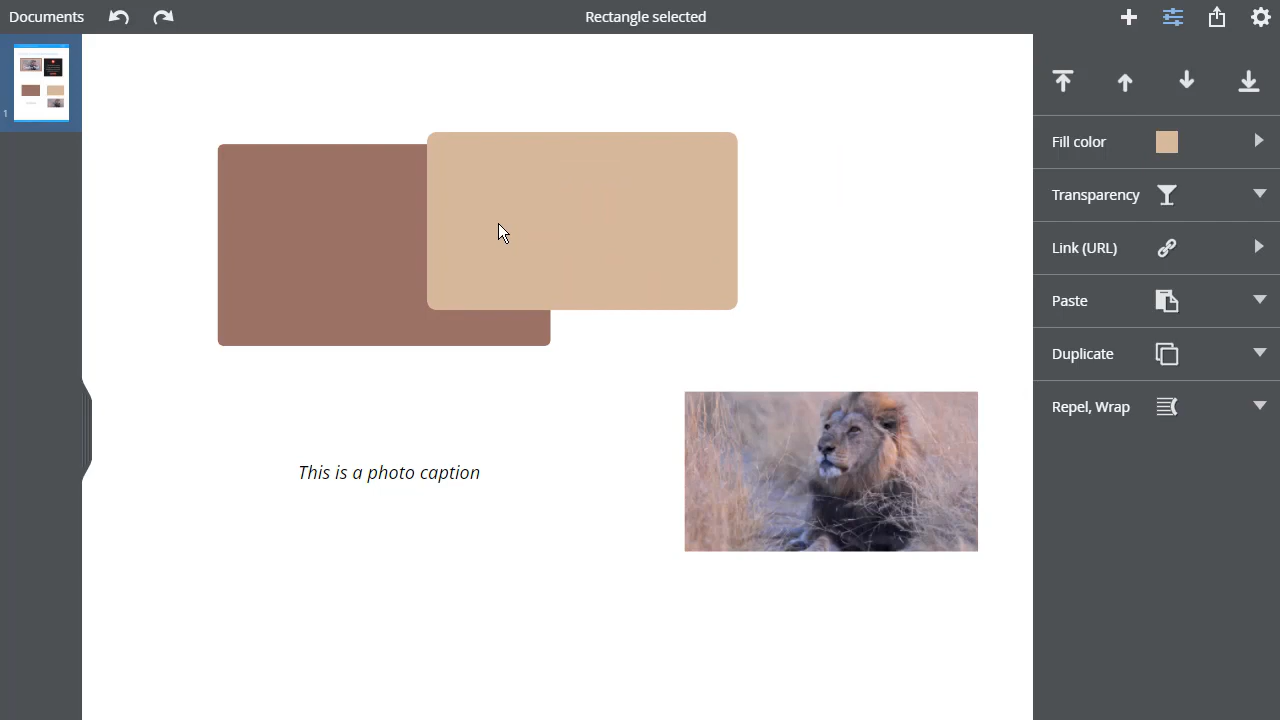 Documents
Rectangle selected
1
Fill color
Transparency
Link (URL)
Paste
Duplicate
Repel, Wrap
This is a photo caption